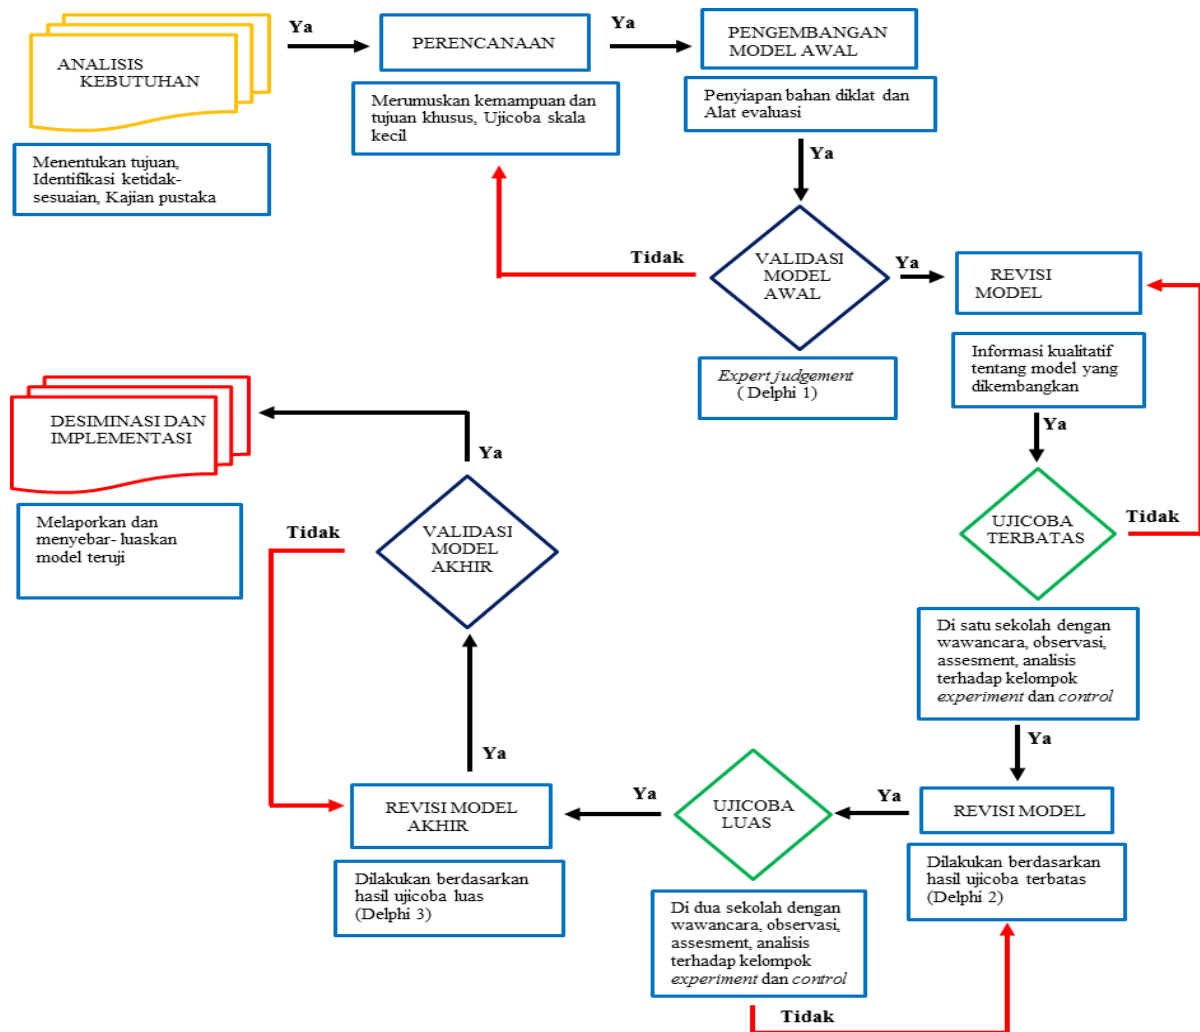 Ya
ANALISIS
KEBUTUHAN
Menentukan tujuan,
Identifikasi ketidak-
sesuaian, Kajian pustaka
PERENCANAAN
Ya
Merumuskan kemampuan dan
tujuan khusus, Ujicoba skala
kecil
PENGEMBANGAN
MODEL AWAL
Penyiapan bahan diklat dan
Alat evaluasi
Ya
Tidak
VALIDASI
MODEL
AWAL
Ya
Expert judgement
( Delphi 1)
REVISI
MODEL
Informasi kualitatif
tentang model yang
dikembangkan
Ya
UJICOBA
TERBATAS
Tidak
Di satu sekolah dengan
wawancara, observasi,
assesment, analisis
terhadap kelompok
experiment dan control
Ya
REVISI MODEL
Dilakukan berdasarkan
hasil ujicoba terbatas
(Delphi 2)
Ya
UJICOBA
LUAS
Di dua sekolah dengan
wawancara, observasi,
assesment, analisis
terhadap kelompok
experiment dan control
Tidak
Ya
REVISI MODEL
AKHIR
Dilakukan berdasarkan
hasil ujicoba luas
(Delphi 3)
Ya
VALIDASI
MODEL
AKHIR
Tidak
Ya
DESIMINASI DAN
IMPLEMENTASI
Melaporkan dan
menyebar- luaskan
model teruji